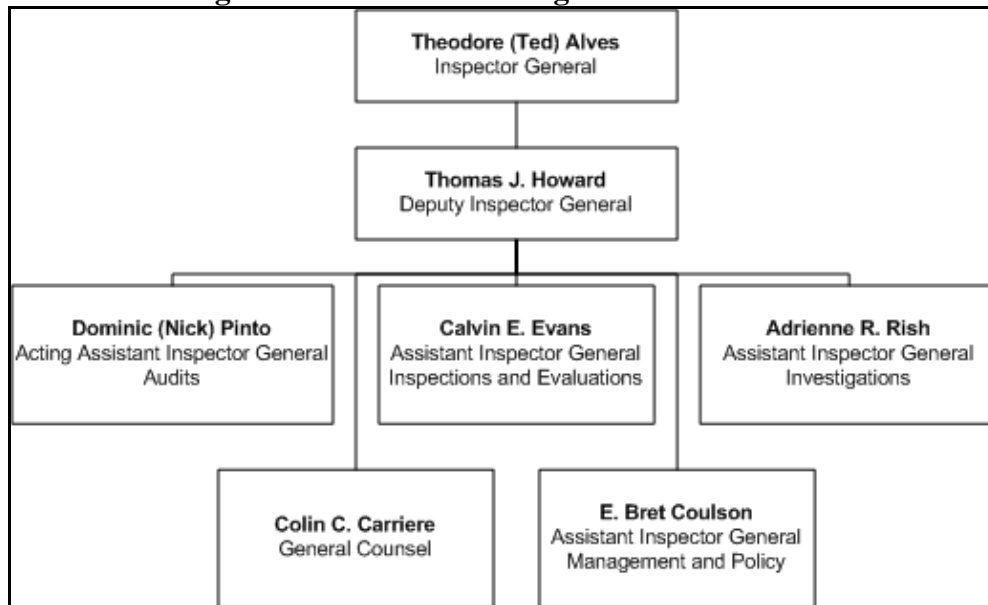 Theodore (Ted) Alves
Inspector General
Thomas J. Howard
Deputy Inspector General
Dominic (Nick) Pinto
Acting Assistant Inspector General
Audits
Calvin E. Evans
Assistant Inspector General
Inspections and Evaluations
Adrienne R. Rish
Assistant Inspector General
Investigations
Colin C. Carriere
General Counsel
E. Bret Coulson
Assistant Inspector General
Management and Policy